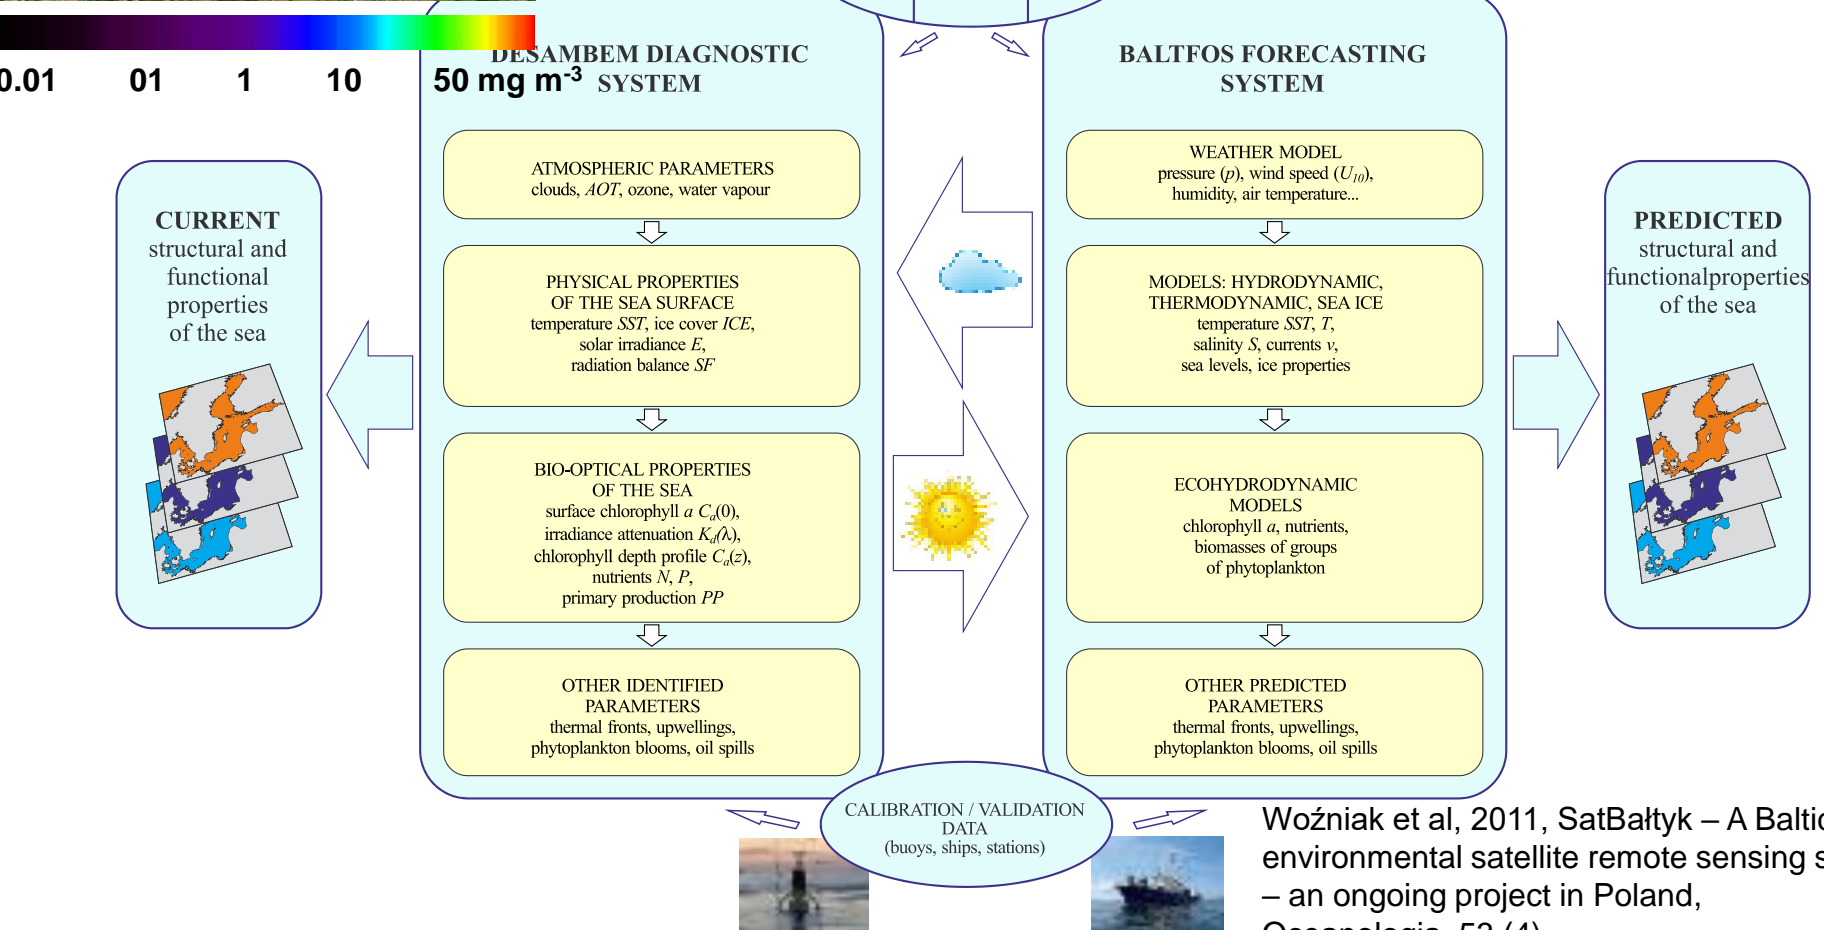 0.01 01 1 10 50 mg m-3
DESAMBEM DIAGNOSTIC
SYSTEM
ATMOSPHERIC PARAMETERS
clouds, AOT, ozone, water vapour
PHYSICAL PROPERTIES
OF THE SEA SURFACE
temperature SST, ice cover ICE,
solar irradiance E,
radiation balance SF
BIO-OPTICAL PROPERTIES
OF THE SEA
surface chlorophyll a Ca(0),
irradiance attenuation Kd(λ),
chlorophyll depth profile Ca(z),
nutrients N, P,
primary production PP
OTHER IDENTIFIED
PARAMETERS
thermal fronts, upwellings,
phytoplankton blooms, oil spills
CURRENT
structural and
functional
properties
of the sea
BALTFOS FORECASTING
SYSTEM
WEATHER MODEL
pressure (p), wind speed (U10),
humidity, air temperature...
MODELS: HYDRODYNAMIC,
THERMODYNAMIC, SEA ICE
temperature SST, T,
salinity S, currents v,
sea levels, ice properties
ECOHYDRODYNAMIC
MODELS
chlorophyll a, nutrients,
biomasses of groups
of phytoplankton
OTHER PREDICTED
PARAMETERS
thermal fronts, upwellings,
phytoplankton blooms, oil spills
PREDICTED
structural and
functionalproperties
of the sea
CALIBRATION / VALIDATION
DATA
(buoys, ships, stations)
Woźniak et al, 2011, SatBałtyk – A Baltic
environmental satellite remote sensing s
– an ongoing project in Poland,
Oceanologia, 53 (4)